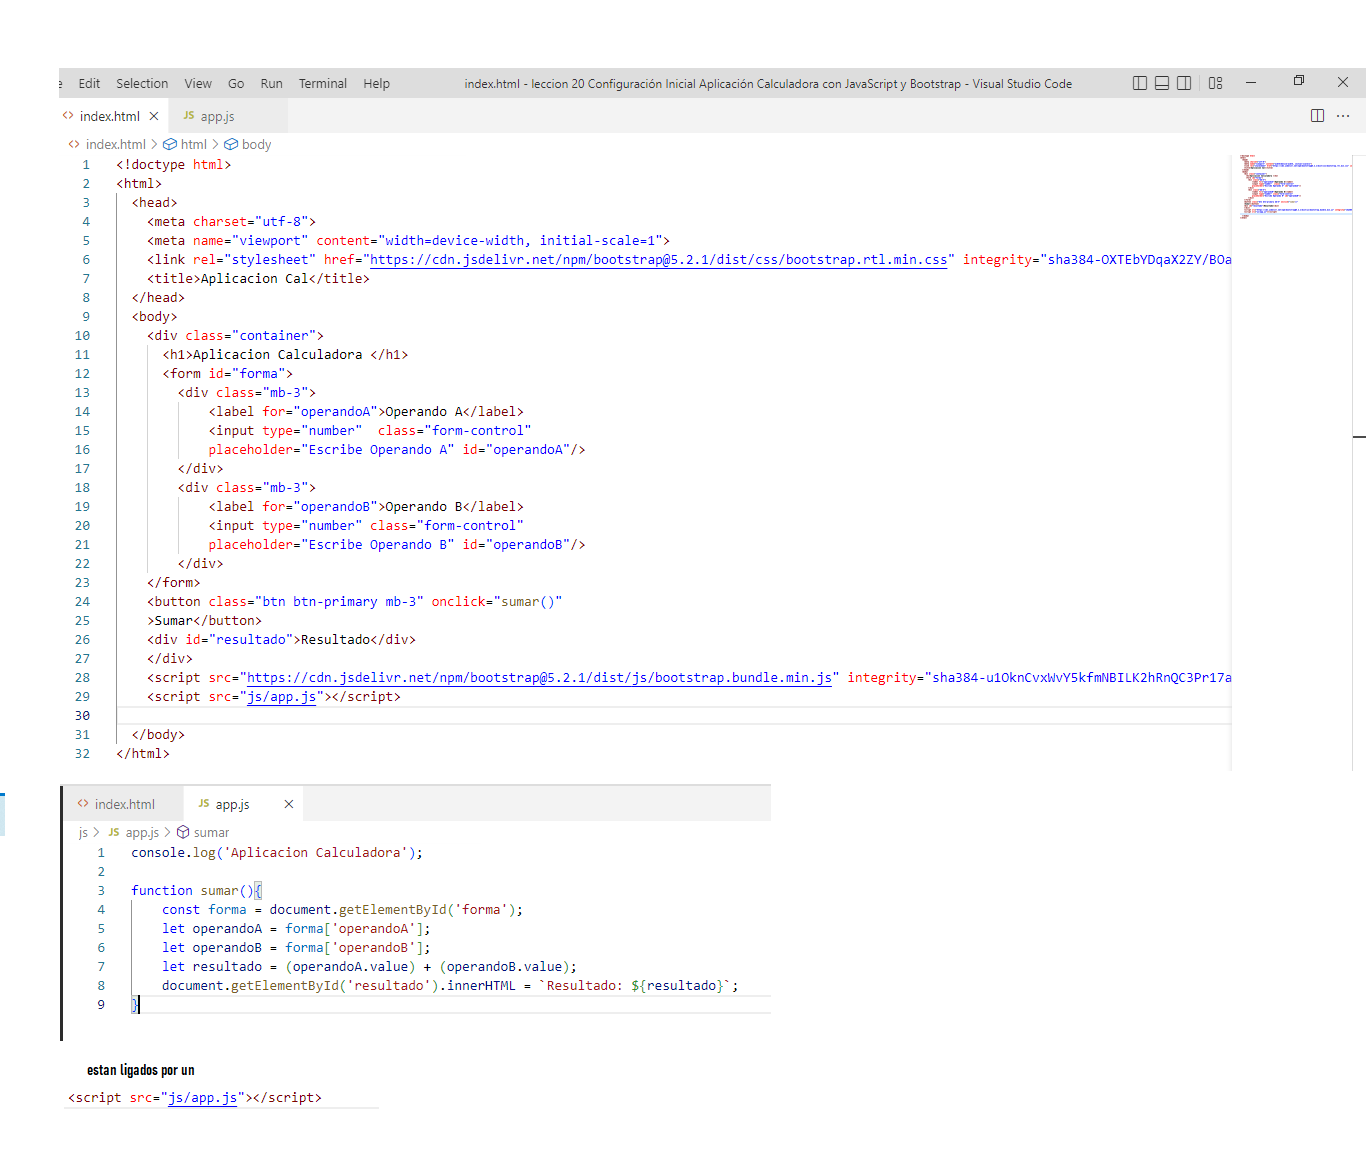 Edit Selection View Go Run Terminal Help index.html - leccion 20 Configuración Inicial Aplicación Calculadora con JavaScript y Bootstrap - Visual Studio Code
<> index.html × JS app.js
<> index.html > html > body
1 <!doctype html>
2 <html>
3 <head>
4 <meta charset="utf-8">
5 <meta name="viewport" content="width=device-width, initial-scale=1">
6 <link rel="stylesheet" href="https://cdn.jsdelivr.net/npm/bootstrap@5.2.1/dist/css/bootstrap.rtl.min.css" integrity="sha384-OXTEbYDqaX2ZY/BOa
7 <title>Aplicacion Cal</title>
8 </head>
9 <body>
10 <div class="container">
11 <h1>Aplicacion Calculadora </h1>
12 <form id="forma">
13 <div class="mb-3">
14 <label for="operandoA">Operando A</label>
15 <input type="number"  class="form-control"
16 placeholder="Escribe Operando A" id="operandoA"/>
17 </div>
18 <div class="mb-3">
19 <label for="operandoB">Operando B</label>
20 <input type="number" class="form-control"
21 placeholder="Escribe Operando B" id="operandoB"/>
22 </div>
23 </form>
24 <button class="btn btn-primary mb-3" onclick="sumar()"
25 >Sumar</button>
26 <div id="resultado">Resultado</div>
27 </div>
28 <script src="https://cdn.jsdelivr.net/npm/bootstrap@5.2.1/dist/js/bootstrap.bundle.min.js" integrity="sha384-u1OknCvxWvY5kfmNBILK2hRnQC3Pr17a
29 <script src="js/app.js"></script>
30
31 </body>
32 </html>
<> index.html JS app.js ×
js > JS app.js > sumar
1 console.log('Aplicacion Calculadora');
2
3 function sumar(){
4 const forma = document.getElementById('forma');
5 let operandoA = forma['operandoA'];
6 let operandoB = forma['operandoB'];
7 let resultado = (operandoA.value) + (operandoB.value);
8 document.getElementById('resultado').innerHTML = `Resultado: ${resultado}`;
9 }
estan ligados por un
<script src="js/app.js"></script>